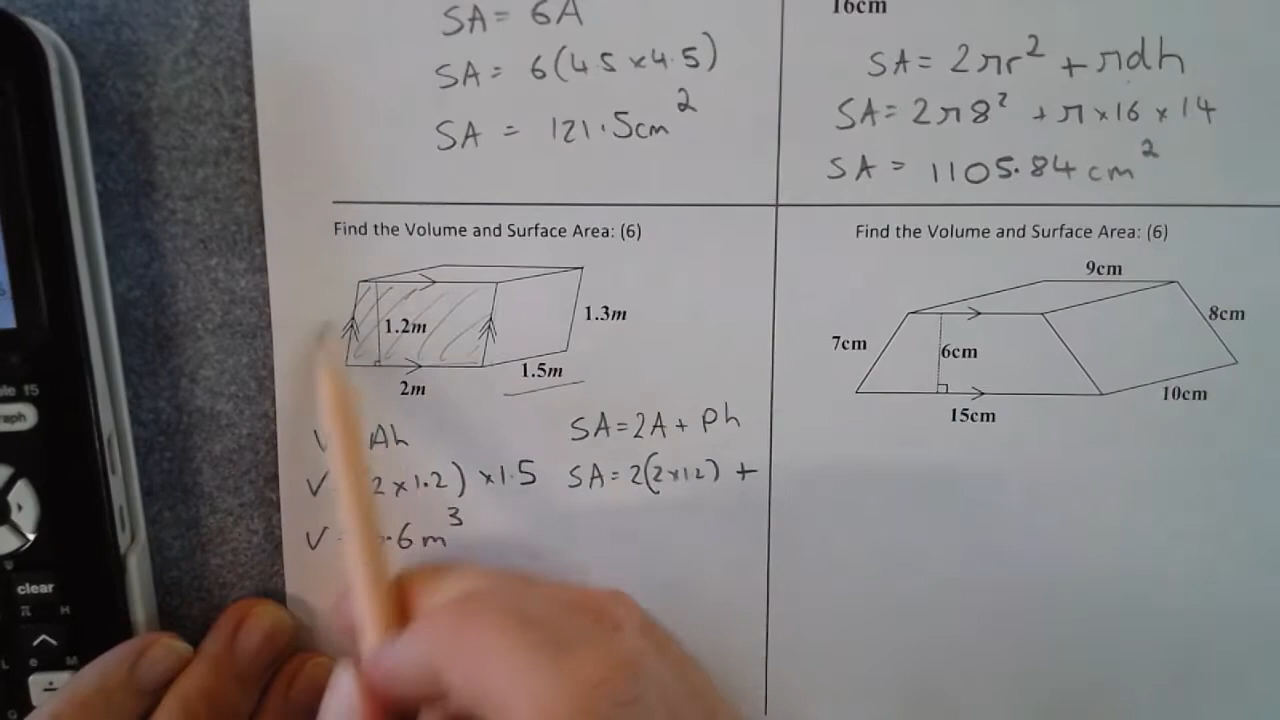 SA = 6A
SA = 6(4.5 × 4.5)
SA = 121.5cm²
16cm
SA = 2πr² + πdh
SA = 2π8² + π×16×14
SA = 1105.84 cm²
Find the Volume and Surface Area: (6)
1.2m
1.3m
1.5m
2m
V Ah
V 2×1.2) ×1.5
V .6m³
SA=2A + Ph
SA=2(2×12) +
Find the Volume and Surface Area: (6)
9cm
8cm
7cm
6cm
10cm
15cm
15
clear
π H
e M
÷